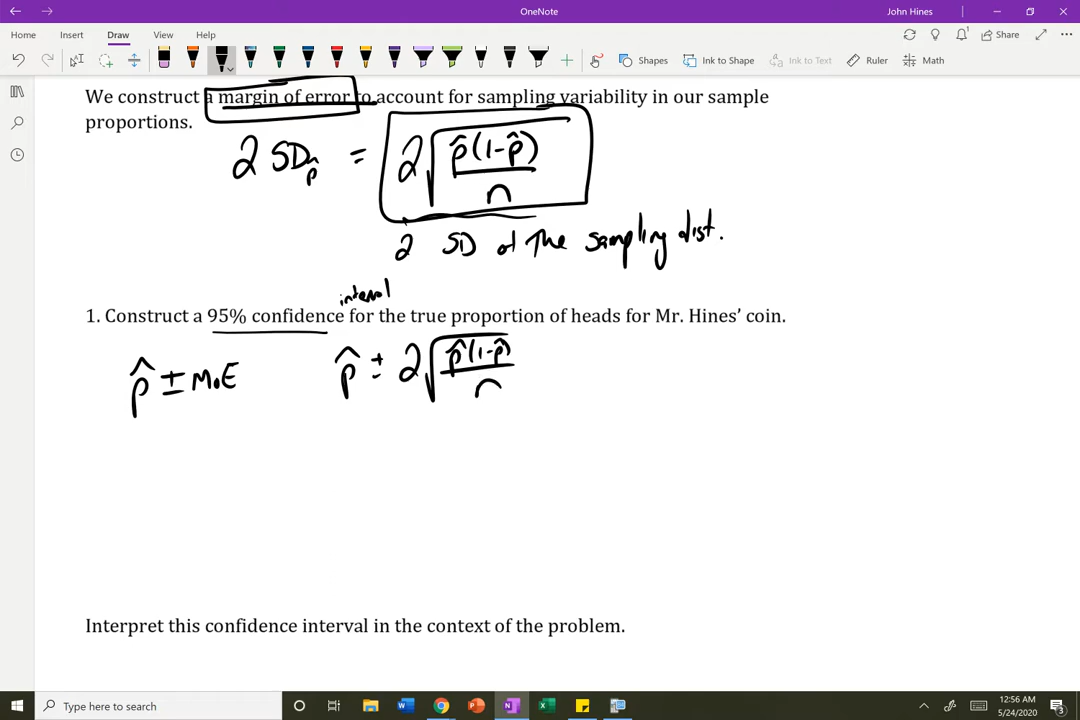 OneNote
John Hines
Home Insert Draw View Help
Share
Shapes Ink to Shape Ink to Text Ruler Math
We construct a margin of error to account for sampling variability in our sample
proportions.
2 SD_p̂ = 2√(p̂(1-p̂)/n)
2 SD of the sampling dist.
interval
1. Construct a 95% confidence for the true proportion of heads for Mr. Hines' coin.
p̂ ± MoE p̂ ± 2√(p̂(1-p̂)/n)
Interpret this confidence interval in the context of the problem.
Type here to search
12:56 AM
5/24/2020
3